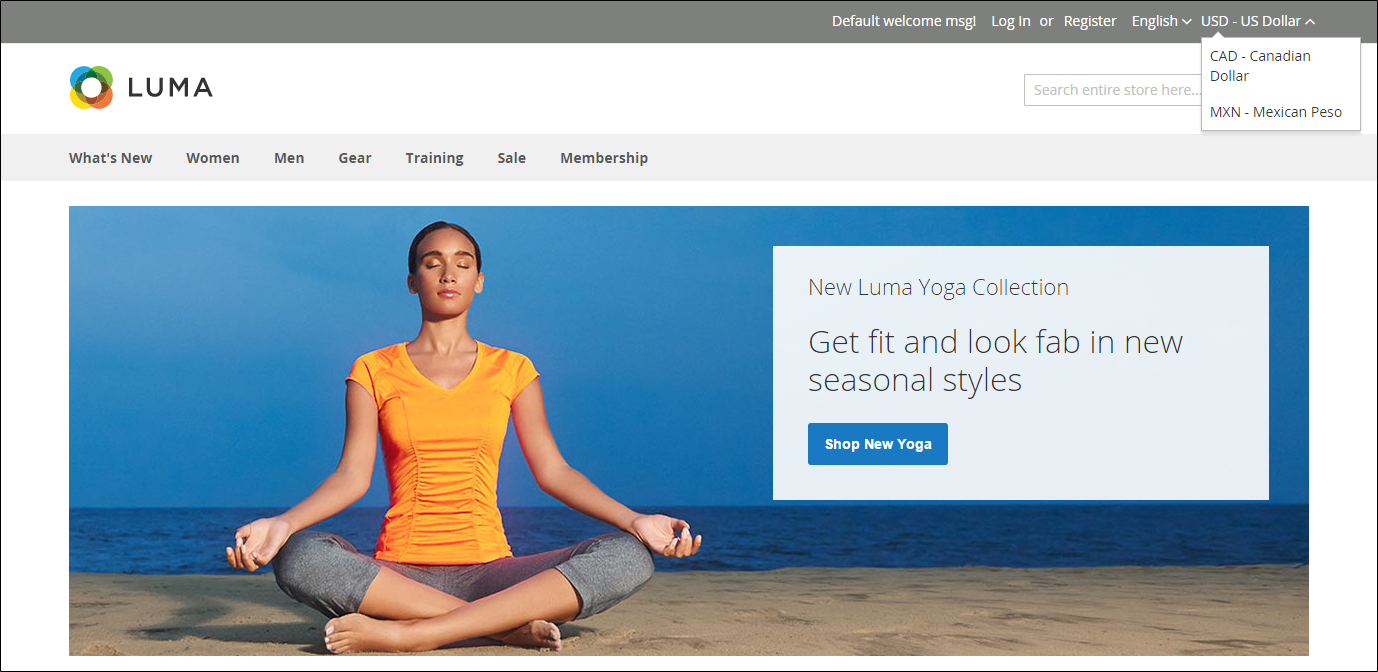 Default welcome msg! Log In or Register English USD - US Dollar
CAD - Canadian
Dollar
MXN - Mexican Peso
LUMA
Search entire store here...
What's New Women Men Gear Training Sale Membership
New Luma Yoga Collection
Get fit and look fab in new
seasonal styles
Shop New Yoga